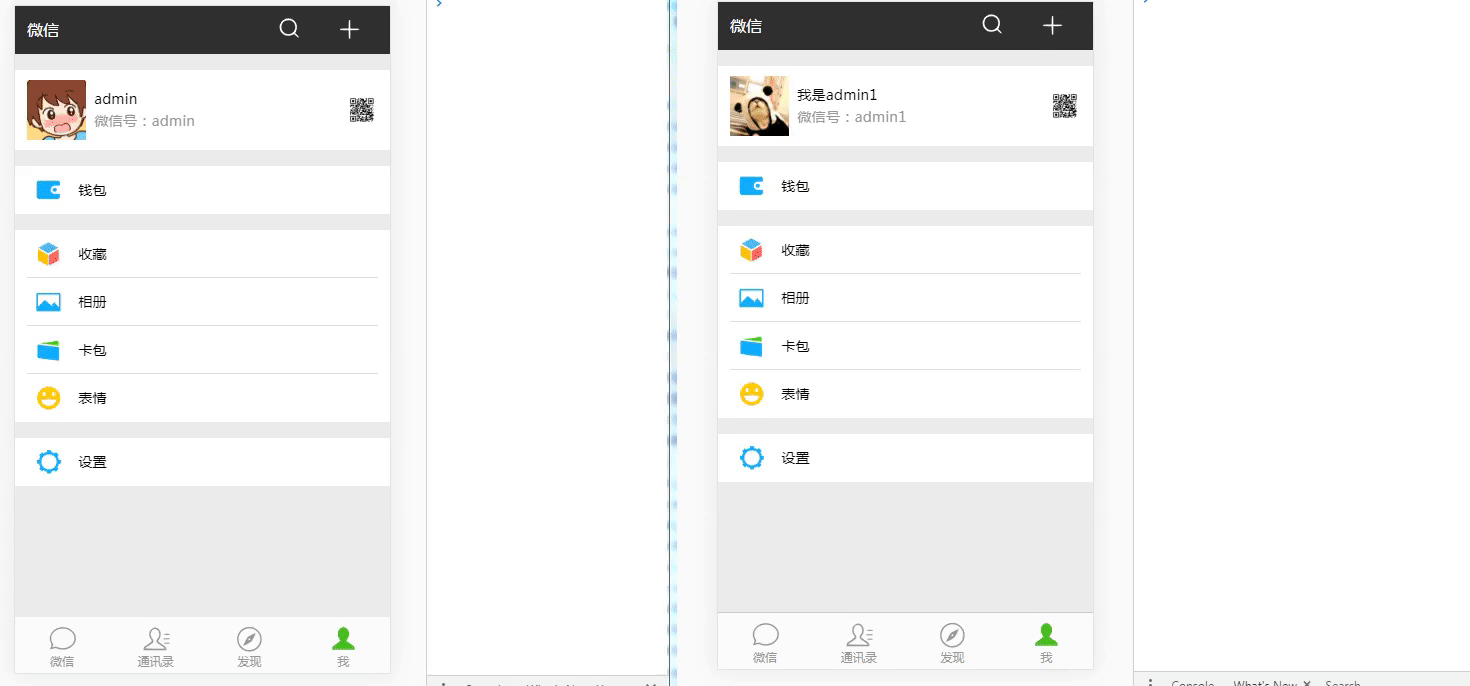 微信
admin
微信号：admin
钱包
收藏
相册
卡包
表情
设置
微信 通讯录 发现 我
微信
我是admin1
微信号：admin1
钱包
收藏
相册
卡包
表情
设置
微信 通讯录 发现 我
Console What's New Search